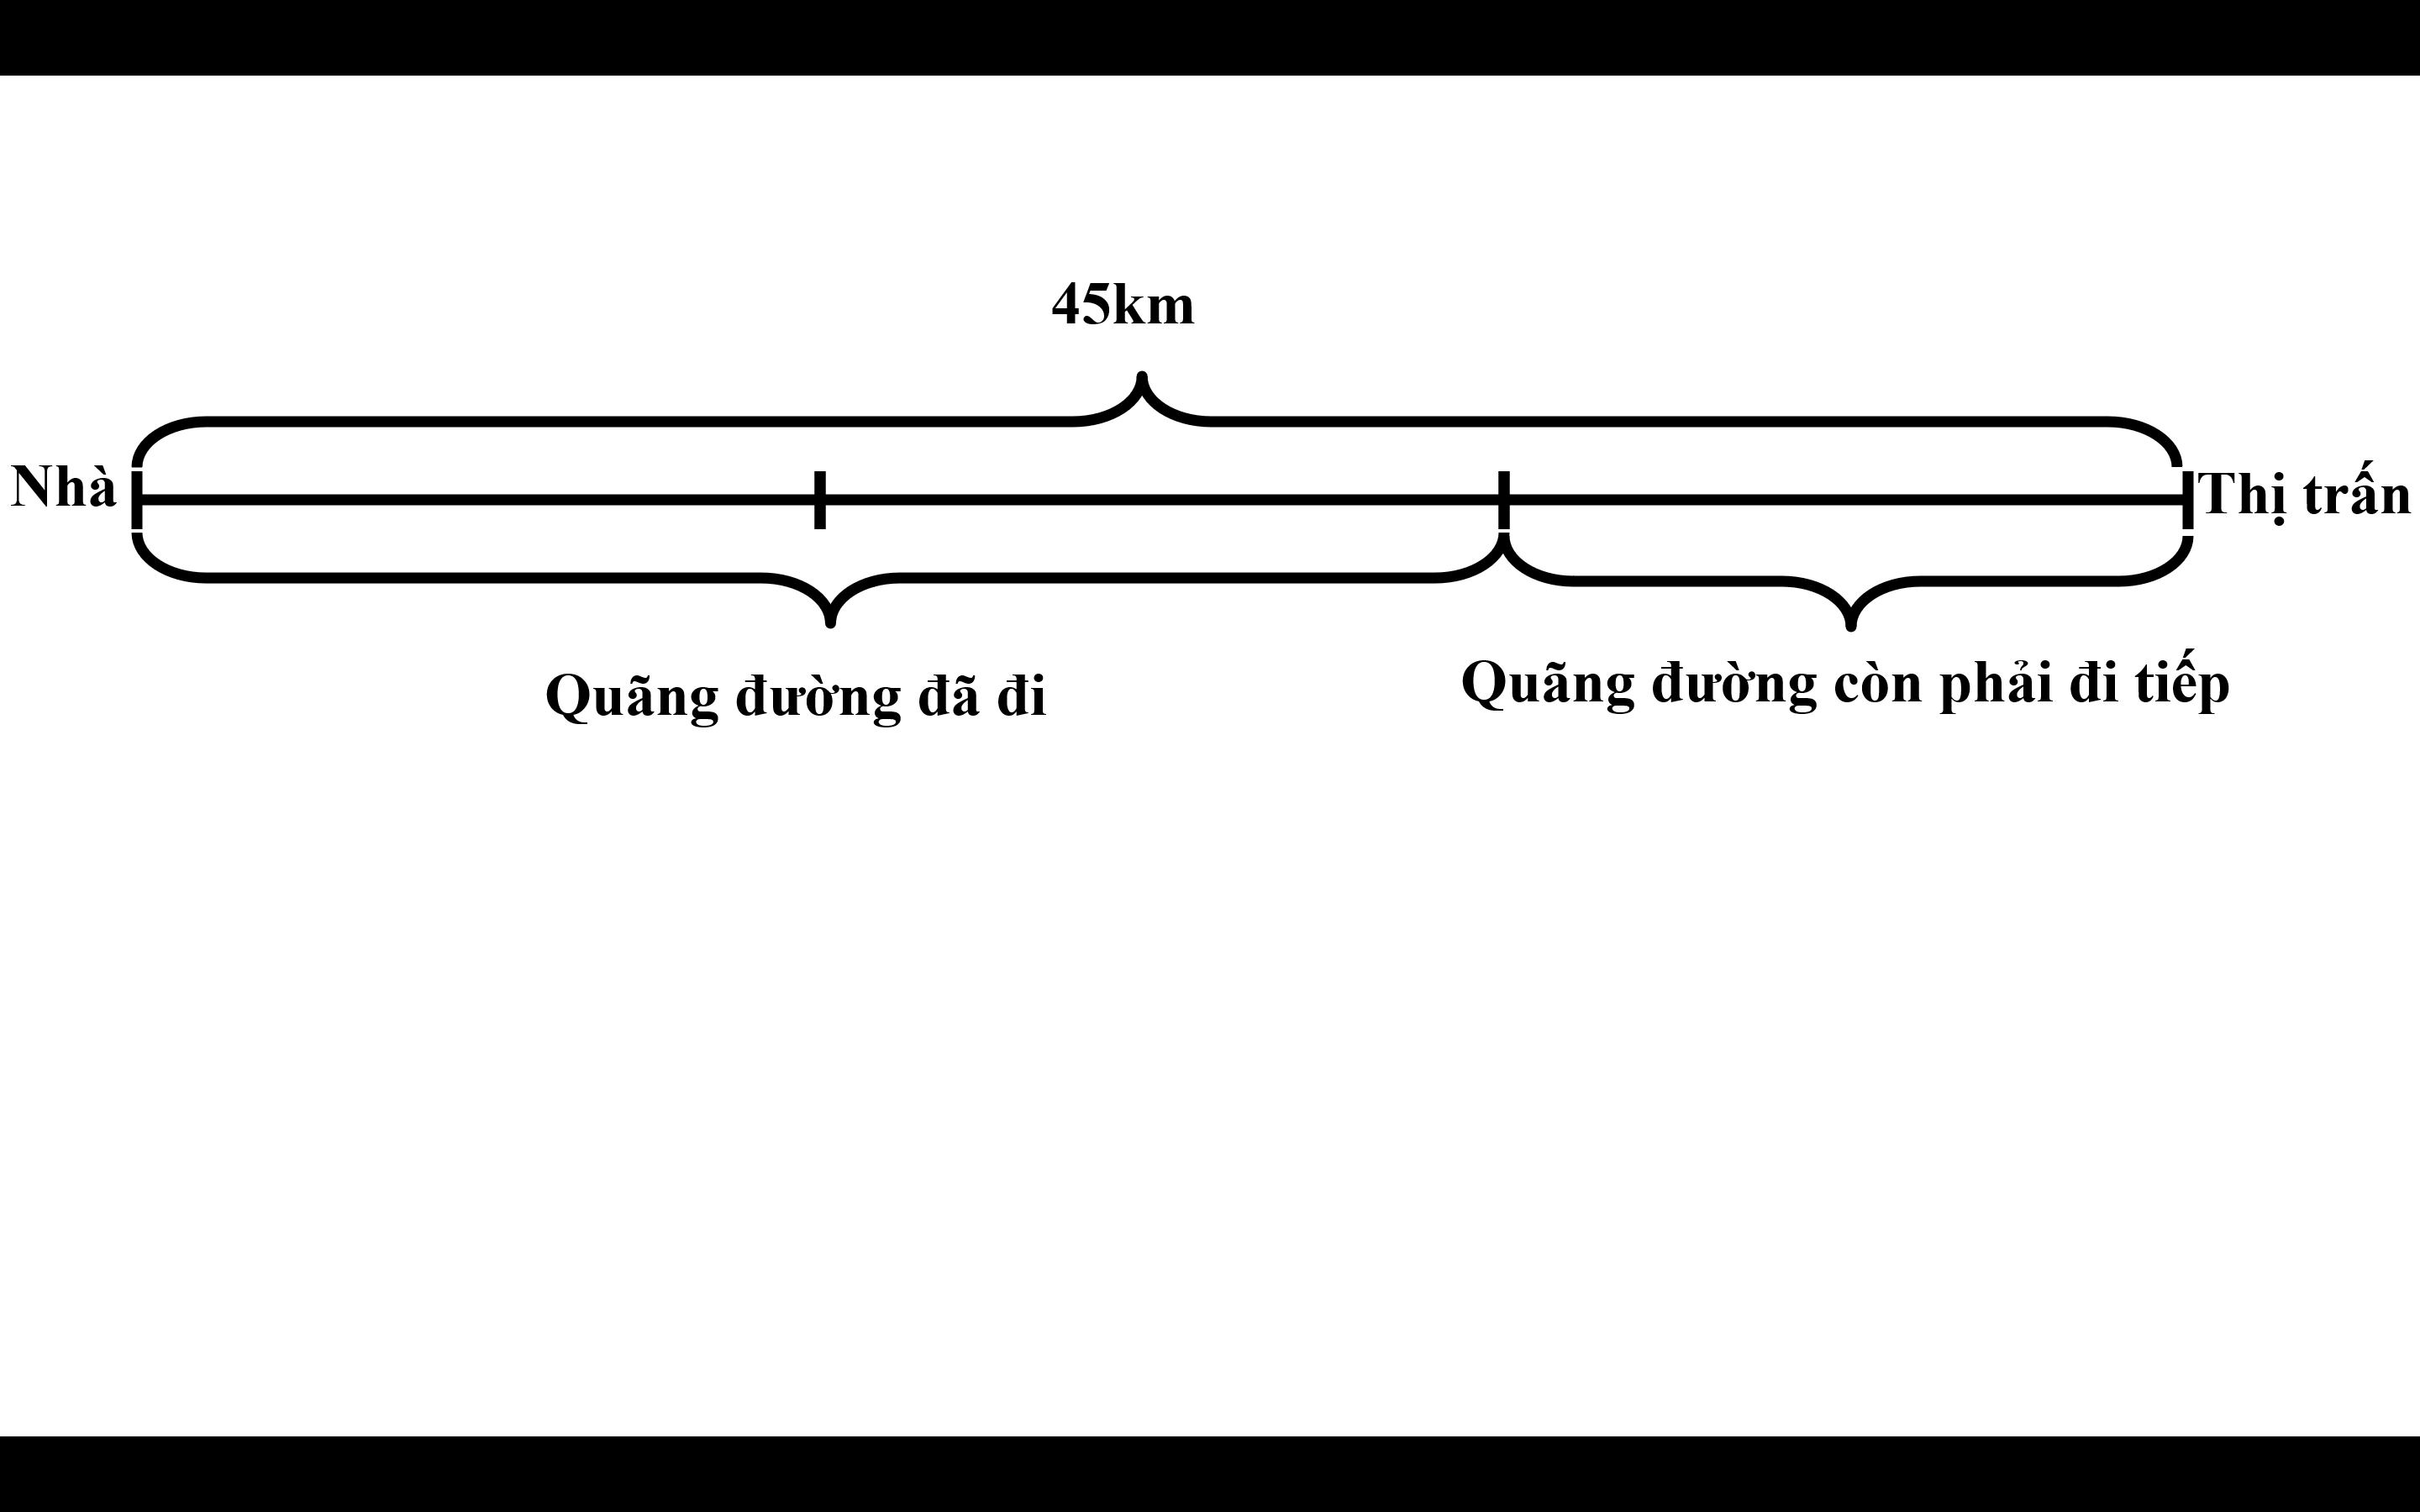 45km
Nhà
Thị trấn
Quãng đường đã đi
Quãng đường còn phải đi tiếp